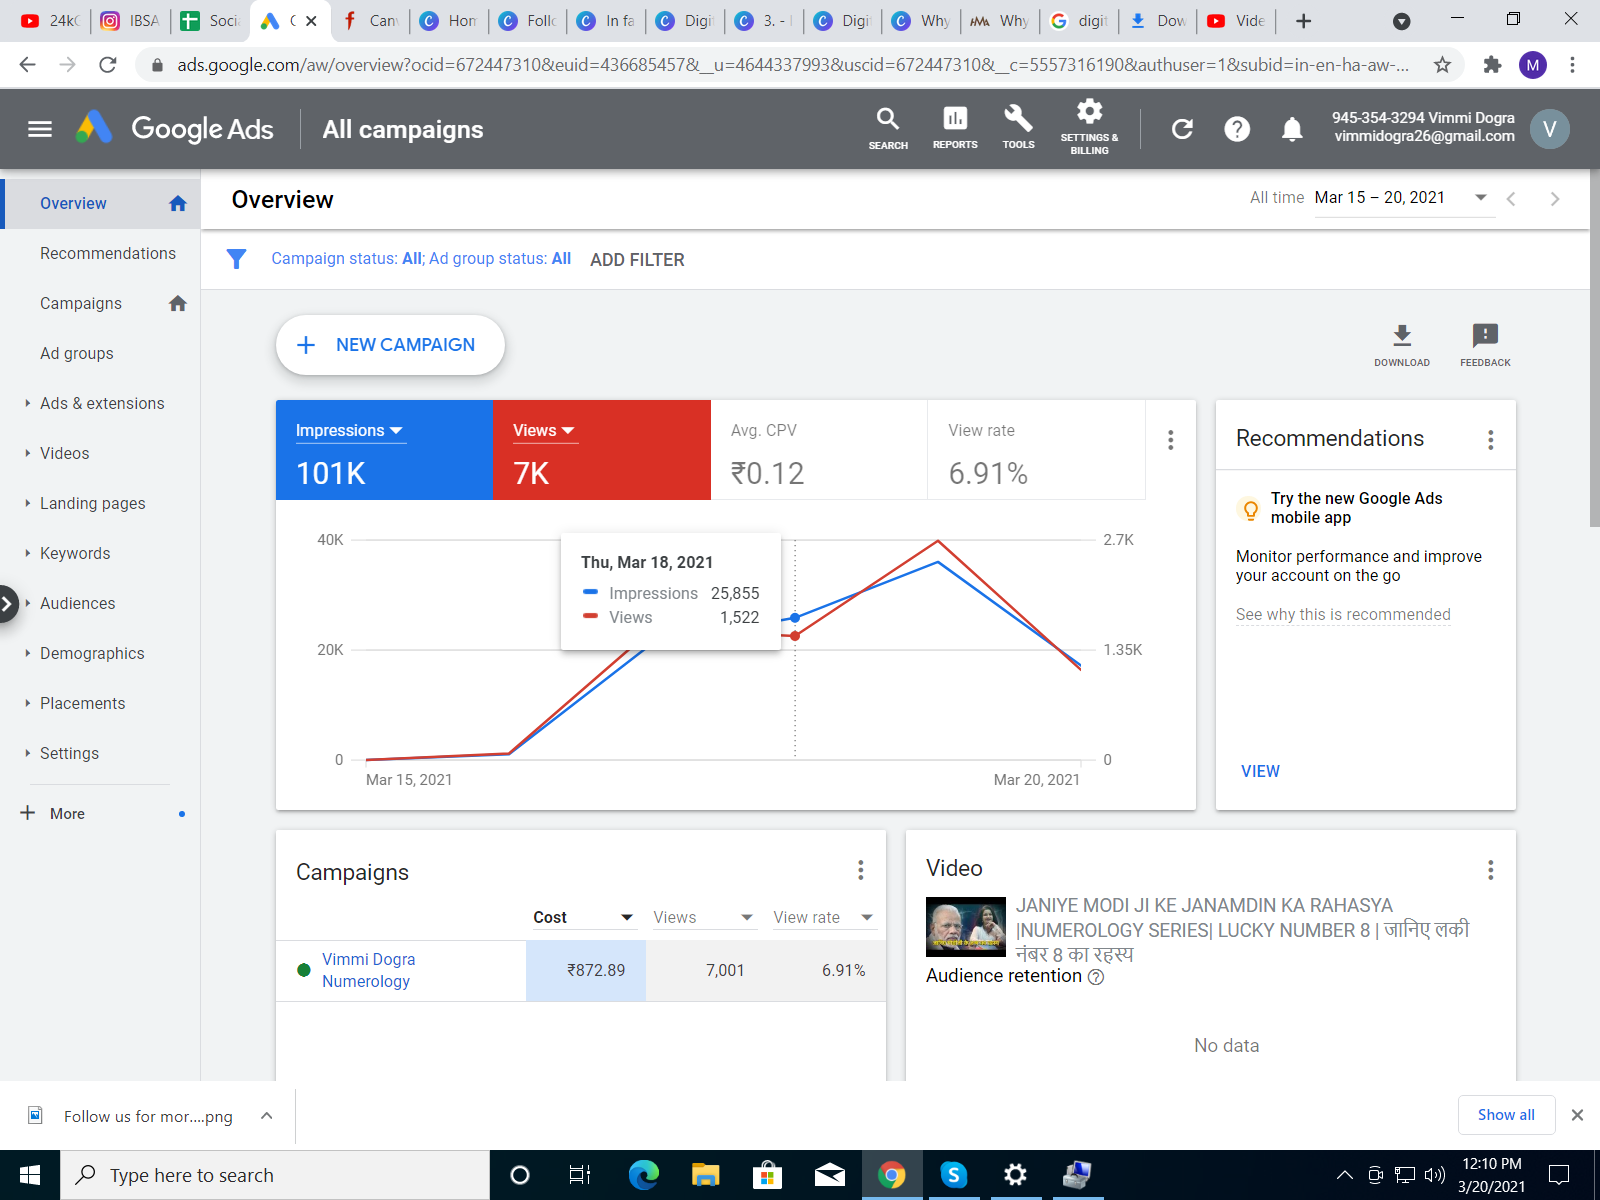 24k
IBSA
Soci
C
Can
Hon
Follo
In fa
Digi
3. -
Digi
Why
Why
digit
Dow
Vide
ads.google.com/aw/overview?ocid=672447310&euid=436685457&__u=4644337993&uscid=672447310&__c=5557316190&authuser=1&subid=in-en-ha-aw-...
M
Google Ads
All campaigns
SEARCH
REPORTS
TOOLS
SETTINGS &
BILLING
945-354-3294 Vimmi Dogra
vimmidogra26@gmail.com
V
Overview
Recommendations
Campaigns
Ad groups
Ads & extensions
Videos
Landing pages
Keywords
Audiences
Demographics
Placements
Settings
More
Overview
All time Mar 15 – 20, 2021
Campaign status: All; Ad group status: All ADD FILTER
NEW CAMPAIGN
DOWNLOAD
FEEDBACK
Impressions
101K
Views
7K
Avg. CPV
₹0.12
View rate
6.91%
40K
20K
0
2.7K
1.35K
0
Thu, Mar 18, 2021
Impressions 25,855
Views 1,522
Mar 15, 2021
Mar 20, 2021
Recommendations
Try the new Google Ads
mobile app
Monitor performance and improve
your account on the go
See why this is recommended
VIEW
Campaigns
Cost Views View rate
Vimmi Dogra
Numerology
₹872.89 7,001 6.91%
Video
JANIYE MODI JI KE JANAMDIN KA RAHASYA
|NUMEROLOGY SERIES| LUCKY NUMBER 8 | जानिए लकी
नंबर 8 का रहस्य
Audience retention
No data
Follow us for mor....png
Show all
Type here to search
12:10 PM
3/20/2021